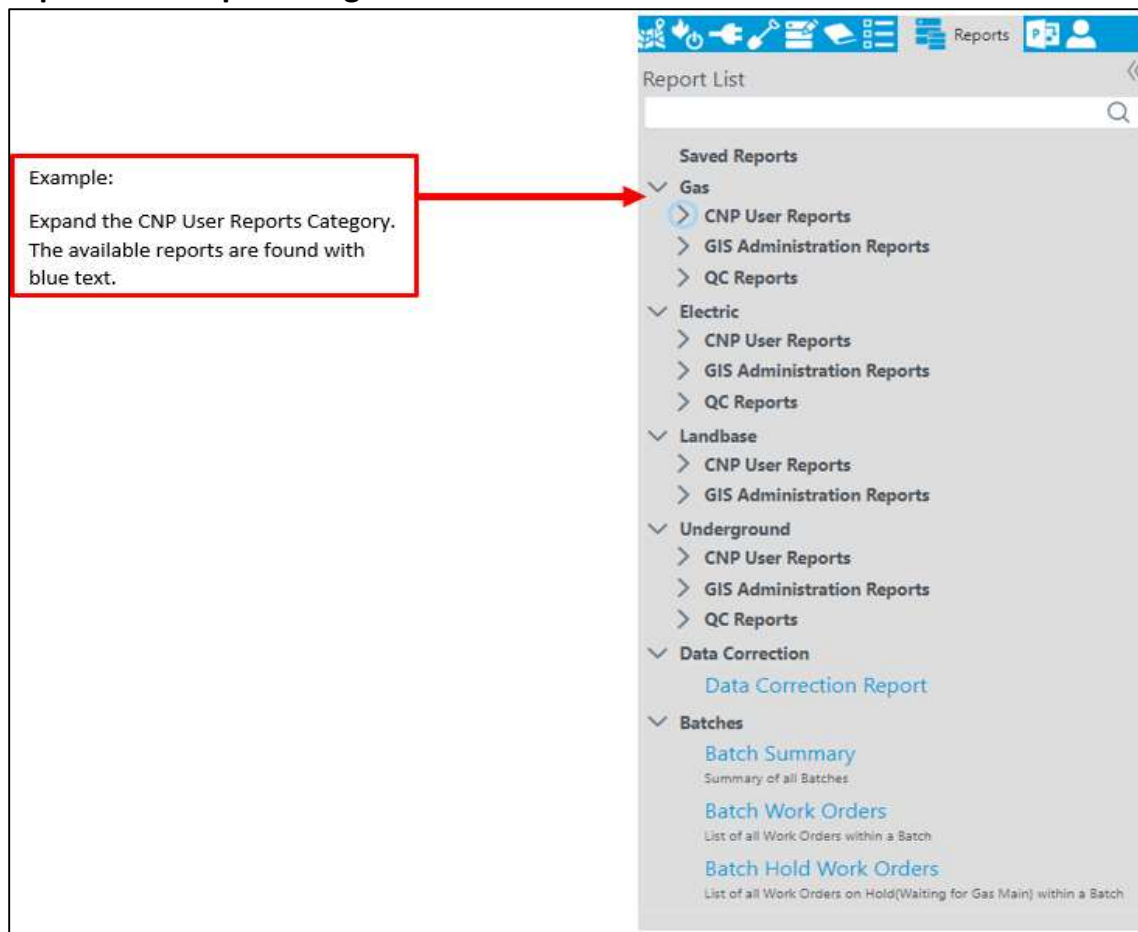 Reports
Report List
Example:
Expand the CNP User Reports Category.
The available reports are found with
blue text.
Saved Reports
Gas
CNP User Reports
GIS Administration Reports
QC Reports
Electric
CNP User Reports
GIS Administration Reports
QC Reports
Landbase
CNP User Reports
GIS Administration Reports
Underground
CNP User Reports
GIS Administration Reports
QC Reports
Data Correction
Data Correction Report
Batches
Batch Summary
Summary of all Batches
Batch Work Orders
List of all Work Orders within a Batch
Batch Hold Work Orders
List of all Work Orders on Hold(Waiting for Gas Main) within a Batch